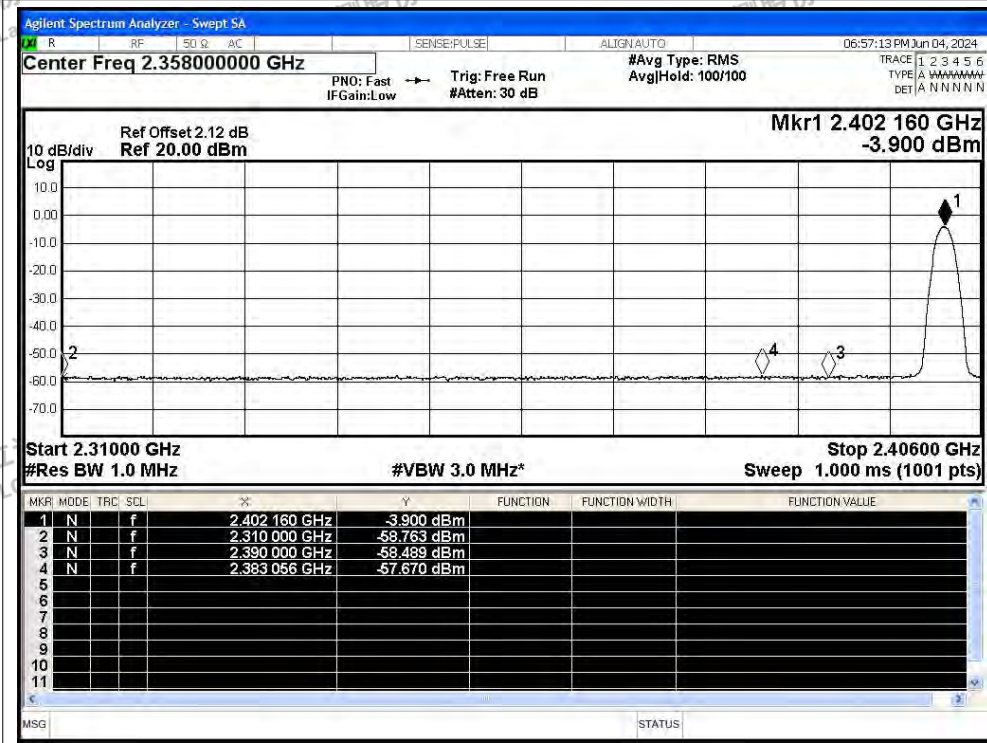 Agilent Spectrum Analyzer - Swept SA
R RF 50 Ω AC SENSE:PULSE ALIGN AUTO 06:57:13 PM Jun 04, 2024
Center Freq 2.358000000 GHz #Avg Type: RMS TRACE 1 2 3 4 5 6
PNO: Fast Trig: Free Run Avg|Hold: 100/100 TYPE A WWWWW
IFGain:Low #Atten: 30 dB DET A N N N N N
Mkr1 2.402 160 GHz
Ref Offset 2.12 dB -3.900 dBm
10 dB/div Ref 20.00 dBm
Log
10.0
1
0.00
-10.0
-20.0
-30.0
-40.0
-50.0 2 4 3
-60.0
-70.0
Start 2.31000 GHz Stop 2.40600 GHz
#Res BW 1.0 MHz #VBW 3.0 MHz* Sweep 1.000 ms (1001 pts)
MKR MODE TRC SCL X Y FUNCTION FUNCTION WIDTH FUNCTION VALUE
1 N f 2.402 160 GHz -3.900 dBm
2 N f 2.310 000 GHz -58.763 dBm
3 N f 2.390 000 GHz -58.489 dBm
4 N f 2.383 056 GHz -57.670 dBm
5
6
7
8
9
10
11
MSG STATUS